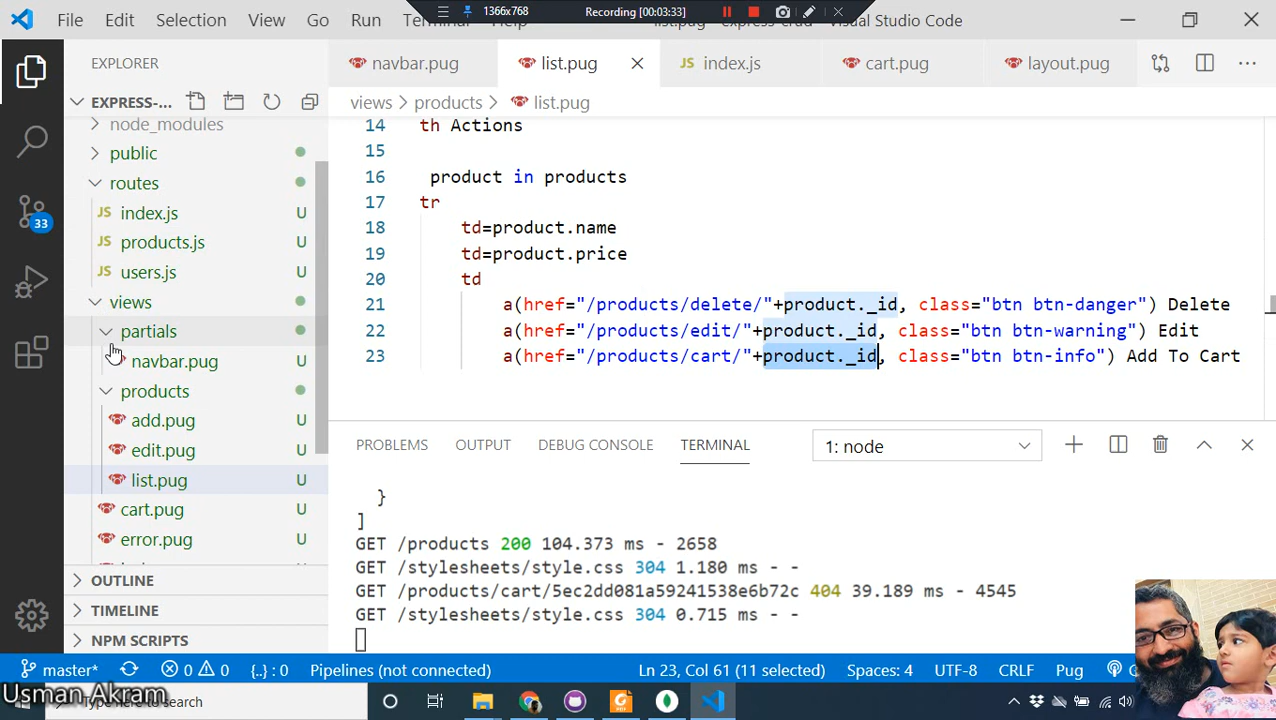 File Edit Selection View Go Run Terminal Visual Studio Code
1366x768 Recording [00:03:33]
EXPLORER
navbar.pug list.pug index.js cart.pug layout.pug
EXPRESS-...
views products list.pug
node_modules
public
routes
JS index.js U
JS products.js U
JS users.js U
views
partials
navbar.pug U
products
add.pug U
edit.pug U
list.pug U
cart.pug U
error.pug U
OUTLINE
TIMELINE
NPM SCRIPTS
33
14 th Actions
15
16 product in products
17 tr
18 td=product.name
19 td=product.price
20 td
21 a(href="/products/delete/"+product._id, class="btn btn-danger") Delete
22 a(href="/products/edit/"+product._id, class="btn btn-warning") Edit
23 a(href="/products/cart/"+product._id, class="btn btn-info") Add To Cart
PROBLEMS OUTPUT DEBUG CONSOLE TERMINAL 1: node
}
]
GET /products 200 104.373 ms - 2658
GET /stylesheets/style.css 304 1.180 ms - -
GET /products/cart/5ec2dd081a59241538e6b72c 404 39.189 ms - 4545
GET /stylesheets/style.css 304 0.715 ms - -
master* 0 0 {..} : 0 Pipelines (not connected) Ln 23, Col 61 (11 selected) Spaces: 4 UTF-8 CRLF Pug
Usman Akram
here to search